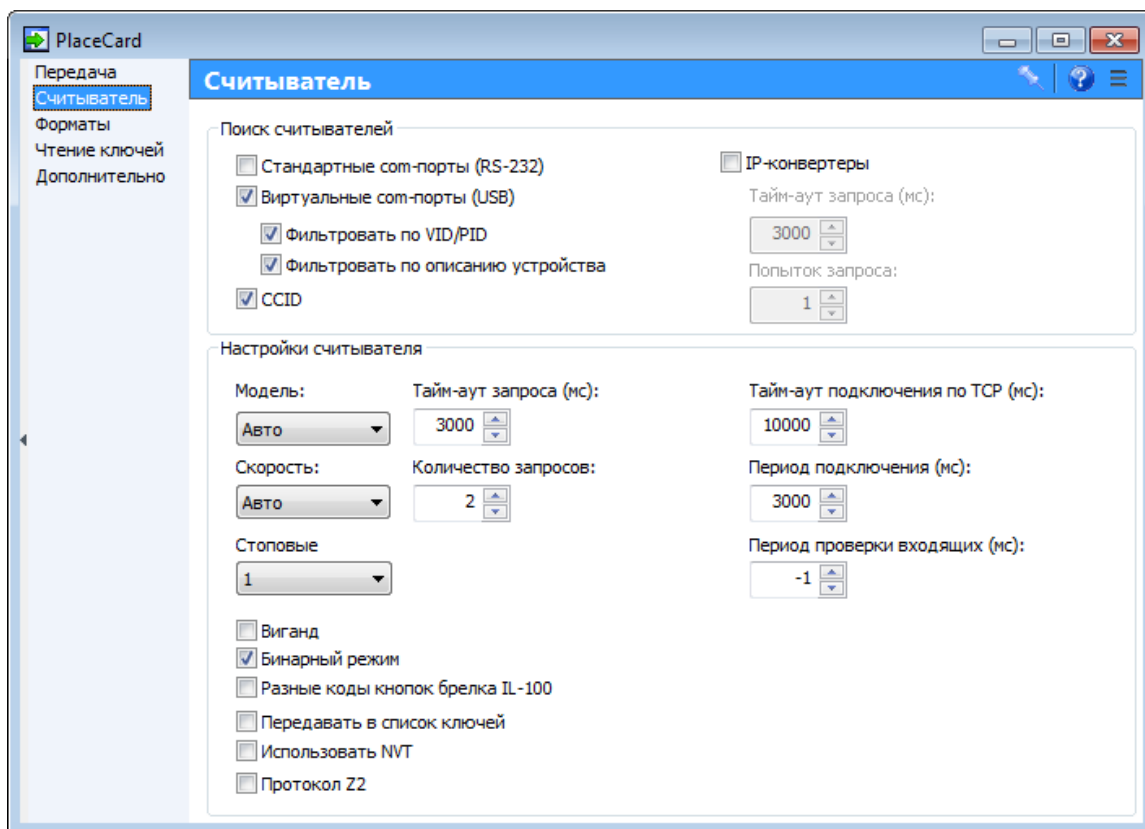 PlaceCard
Передача
Считыватель
Форматы
Чтение ключей
Дополнительно
Считыватель
Поиск считывателей
Стандартные com-порты (RS-232)
Виртуальные com-порты (USB)
Фильтровать по VID/PID
Фильтровать по описанию устройства
CCID
IP-конвертеры
Тайм-аут запроса (мс):
3000
Попыток запроса:
1
Настройки считывателя
Модель:
Авто
Тайм-аут запроса (мс):
3000
Тайм-аут подключения по TCP (мс):
10000
Скорость:
Авто
Количество запросов:
2
Период подключения (мс):
3000
Стоповые
1
Период проверки входящих (мс):
-1
Виганд
Бинарный режим
Разные коды кнопок брелка IL-100
Передавать в список ключей
Использовать NVT
Протокол Z2